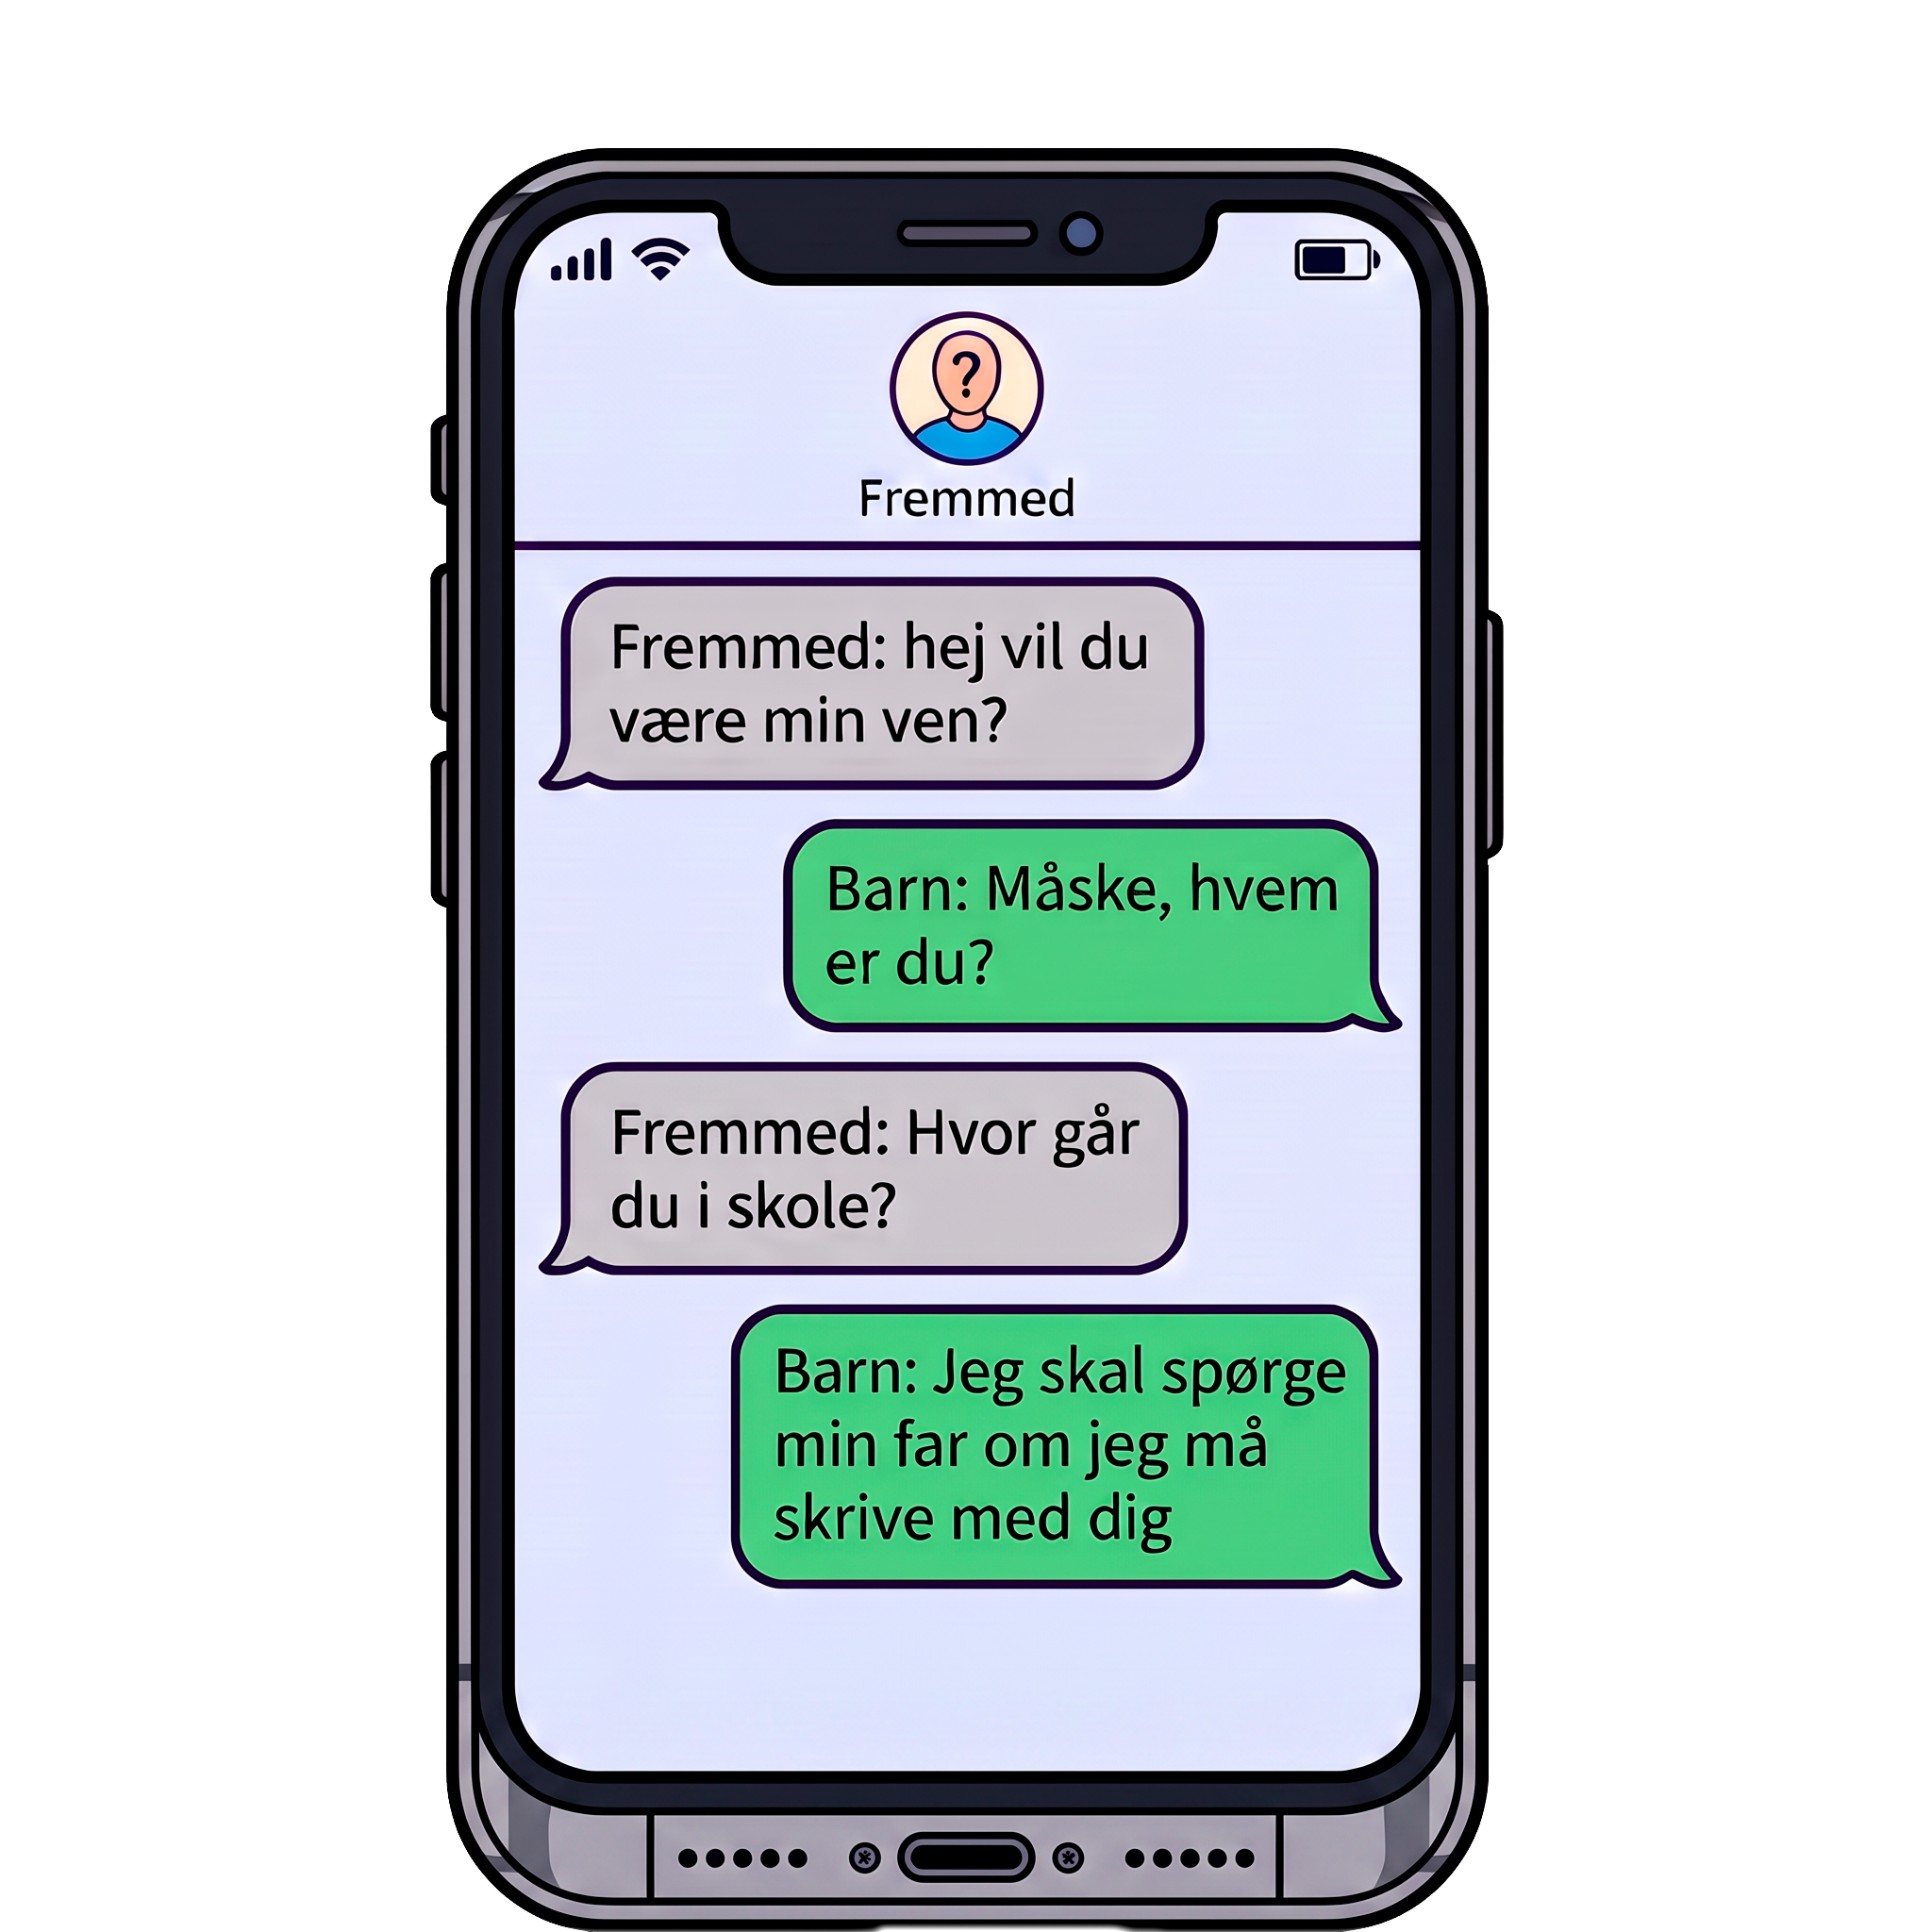 Fremmed
Fremmed: hej vil du
være min ven?
Barn: Måske, hvem
er du?
Fremmed: Hvor går
du i skole?
Barn: Jeg skal spørge
min far om jeg må
skrive med dig